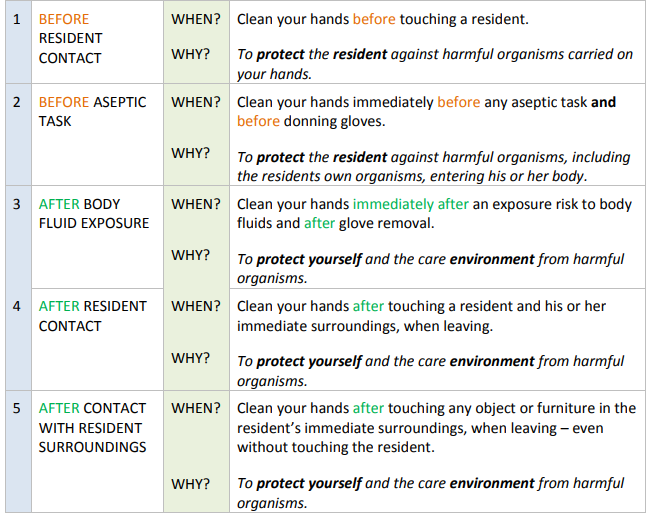 1 BEFORE RESIDENT CONTACT
WHEN? Clean your hands before touching a resident.
WHY? To protect the resident against harmful organisms carried on
your hands.
2 BEFORE ASEPTIC TASK
WHEN? Clean your hands immediately before any aseptic task and
before donning gloves.
WHY? To protect the resident against harmful organisms, including
the residents own organisms, entering his or her body.
3 AFTER BODY FLUID EXPOSURE
WHEN? Clean your hands immediately after an exposure risk to body
fluids and after glove removal.
WHY? To protect yourself and the care environment from harmful
organisms.
4 AFTER RESIDENT CONTACT
WHEN? Clean your hands after touching a resident and his or her
immediate surroundings, when leaving.
WHY? To protect yourself and the care environment from harmful
organisms.
5 AFTER CONTACT WITH RESIDENT SURROUNDINGS
WHEN? Clean your hands after touching any object or furniture in the
resident's immediate surroundings, when leaving – even
without touching the resident.
WHY? To protect yourself and the care environment from harmful
organisms.